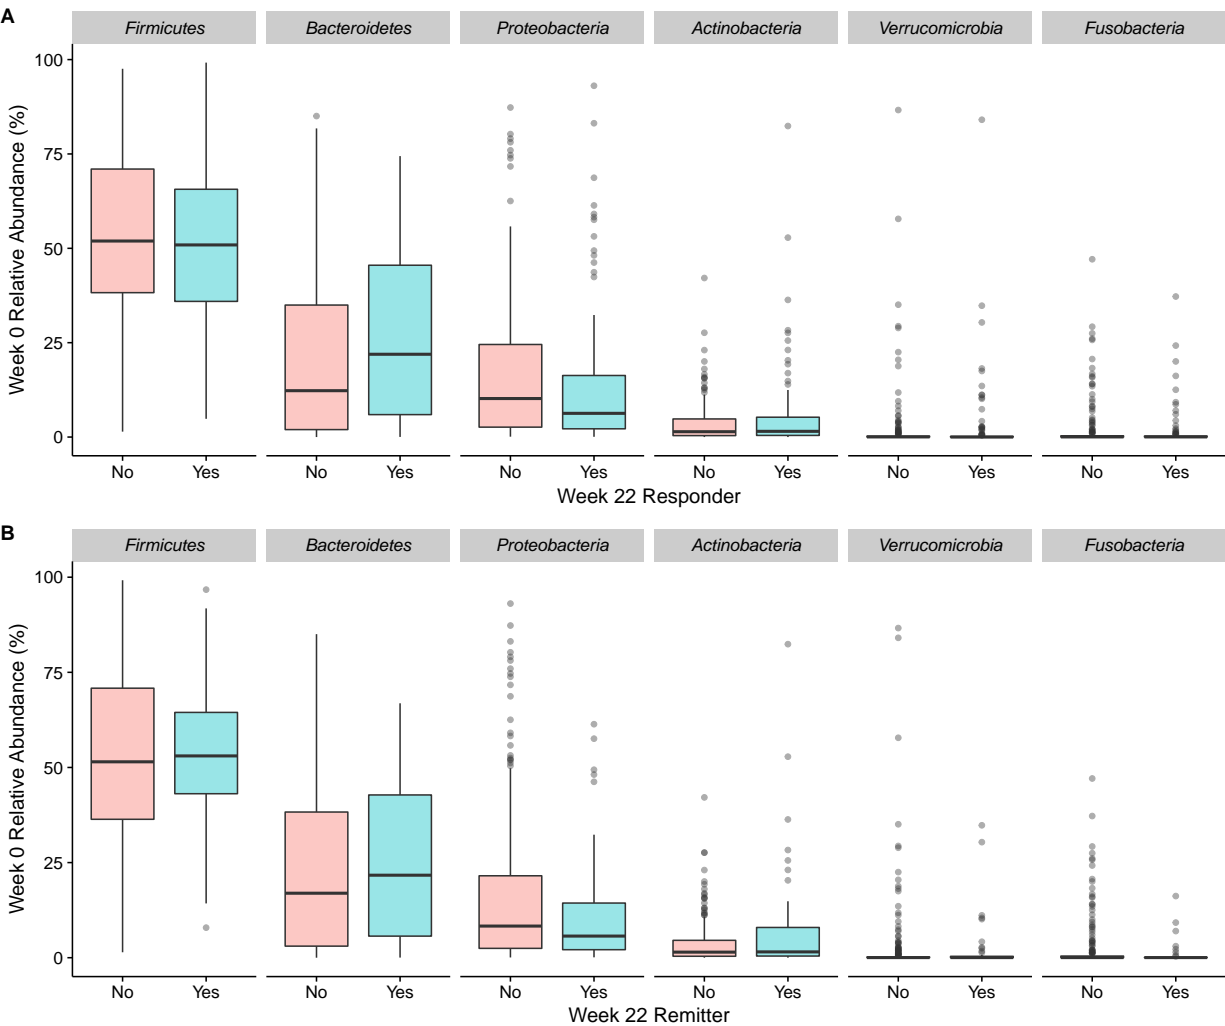 A
Firmicutes Bacteroidetes Proteobacteria Actinobacteria Verrucomicrobia Fusobacteria
Week 0 Relative Abundance (%)
100
75
50
25
0
No Yes No Yes No Yes No Yes No Yes No Yes
Week 22 Responder
B
Firmicutes Bacteroidetes Proteobacteria Actinobacteria Verrucomicrobia Fusobacteria
Week 0 Relative Abundance (%)
100
75
50
25
0
No Yes No Yes No Yes No Yes No Yes No Yes
Week 22 Remitter